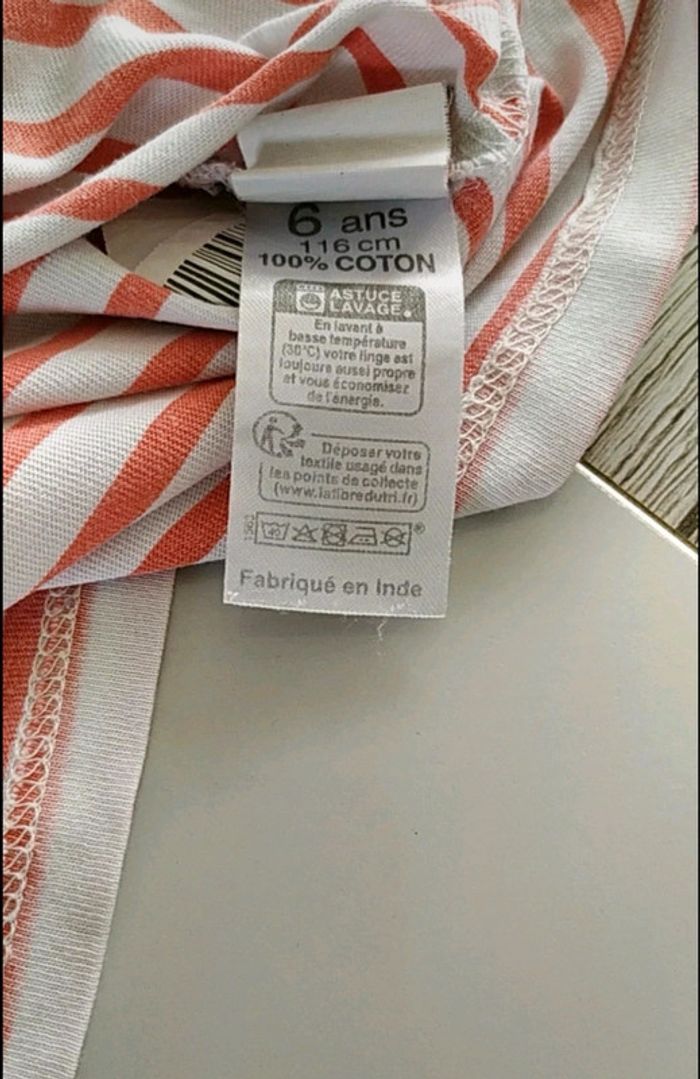 6 ans
116 cm
100% COTON
ASTUCE
LAVAGE.
En lavant à
basse température
(30°C) votre linge est
toujours aussi propre
et vous économisez
de l'énergie.
Déposer votre
textile usagé dans
les points de collecte
(www.lafibredutri.fr)
40
®
Fabriqué en Inde